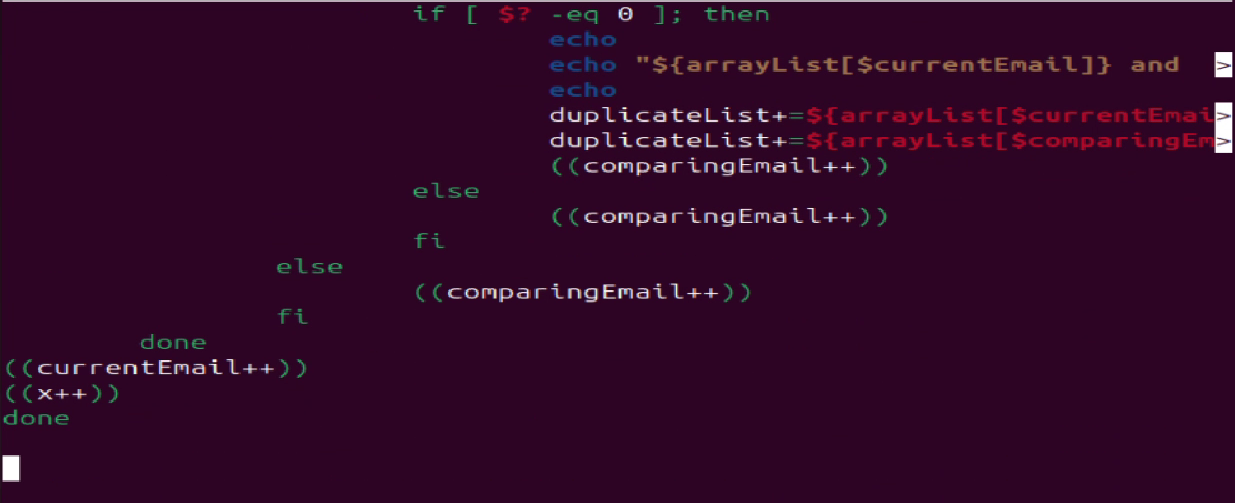 if [ $? -eq 0 ]; then
echo
echo "${arrayList[$currentEmail]} and >
echo
duplicateList+=${arrayList[$currentEmai>
duplicateList+=${arrayList[$comparingEm>
((comparingEmail++))
else
((comparingEmail++))
fi
else
((comparingEmail++))
fi
done
((currentEmail++))
((x++))
done